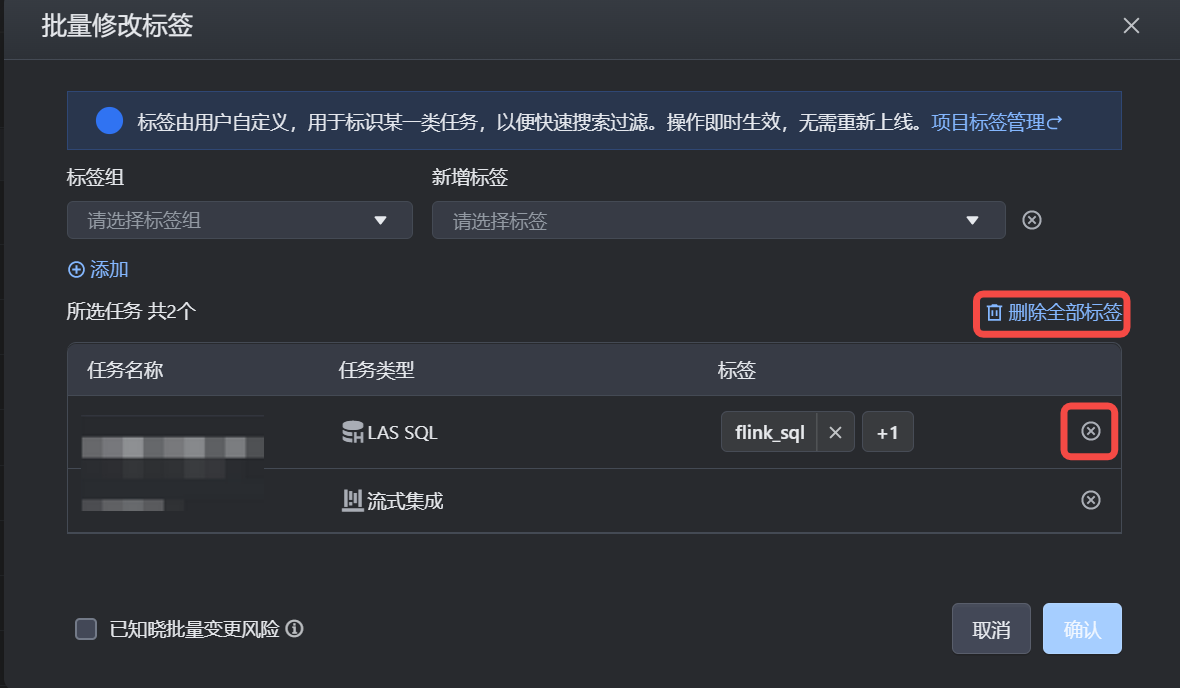 批量修改标签
标签由用户自定义，用于标识某一类任务，以便快速搜索过滤。操作即时生效，无需重新上线。项目标签管理
标签组 新增标签
请选择标签组 请选择标签
添加
所选任务 共2个 删除全部标签
任务名称 任务类型 标签
LAS SQL flink_sql +1
流式集成
已知晓批量变更风险 取消 确认